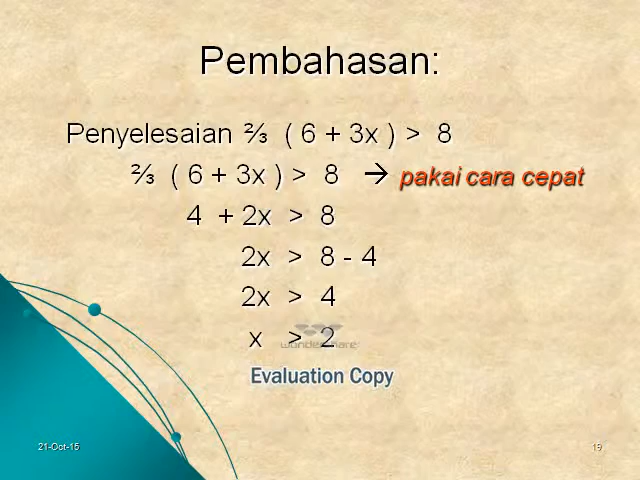 Pembahasan:
Penyelesaian ⅔ ( 6 + 3x ) > 8
⅔ ( 6 + 3x ) > 8 → pakai cara cepat
4 + 2x > 8
2x > 8 - 4
2x > 4
x > 2
wondershare
Evaluation Copy
21-Oct-15
19